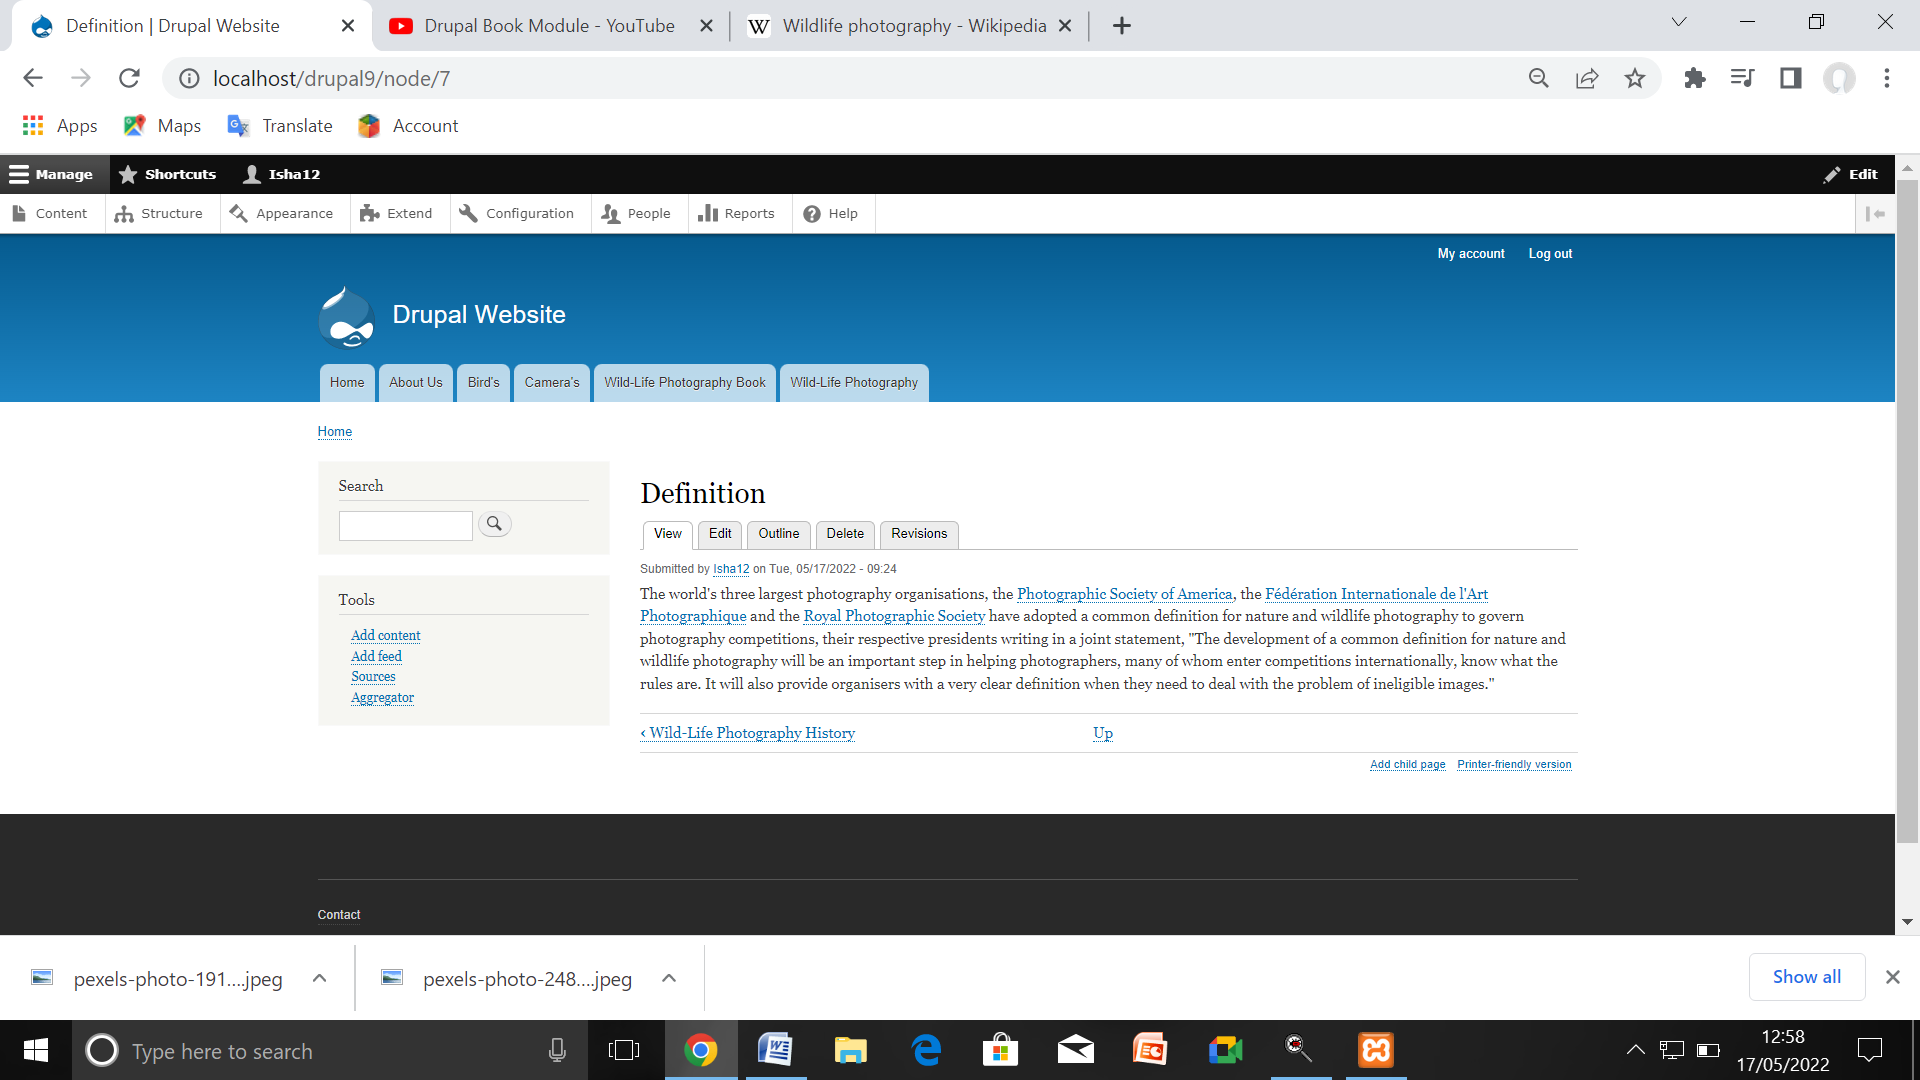 Definition | Drupal Website
Drupal Book Module - YouTube
W Wildlife photography - Wikipedia
localhost/drupal9/node/7
Apps Maps Translate Account
Manage Shortcuts Isha12 Edit
Content Structure Appearance Extend Configuration People Reports Help
My account Log out
Drupal Website
Home About Us Bird's Camera's Wild-Life Photography Book Wild-Life Photography
Home
Search
Tools
Add content
Add feed
Sources
Aggregator
Definition
View Edit Outline Delete Revisions
Submitted by Isha12 on Tue, 05/17/2022 - 09:24
The world's three largest photography organisations, the Photographic Society of America, the Fédération Internationale de l'Art
Photographique and the Royal Photographic Society have adopted a common definition for nature and wildlife photography to govern
photography competitions, their respective presidents writing in a joint statement, "The development of a common definition for nature and
wildlife photography will be an important step in helping photographers, many of whom enter competitions internationally, know what the
rules are. It will also provide organisers with a very clear definition when they need to deal with the problem of ineligible images."
‹ Wild-Life Photography History Up
Add child page Printer-friendly version
Contact
pexels-photo-191....jpeg pexels-photo-248....jpeg Show all
Type here to search
12:58
17/05/2022